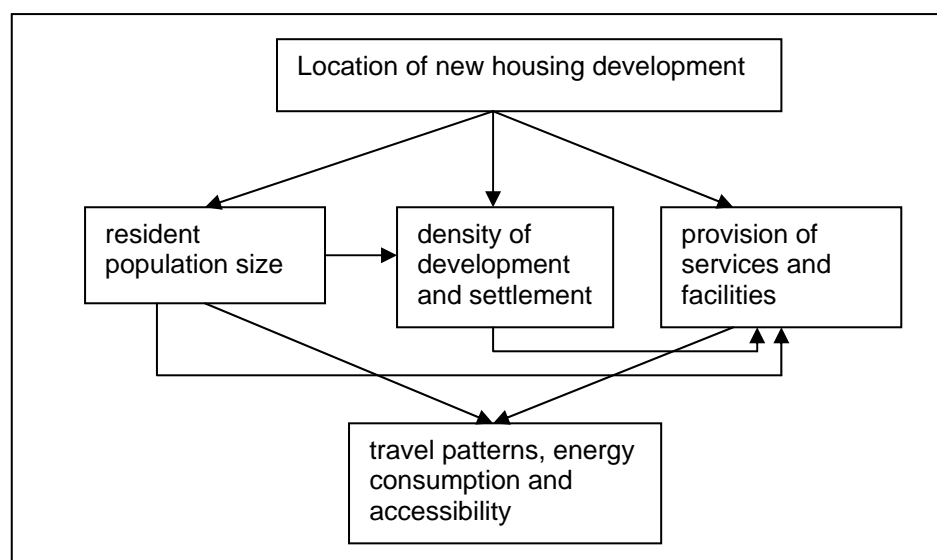 Location of new housing development
resident
population size
density of
development
and settlement
provision of
services and
facilities
travel patterns, energy
consumption and
accessibility